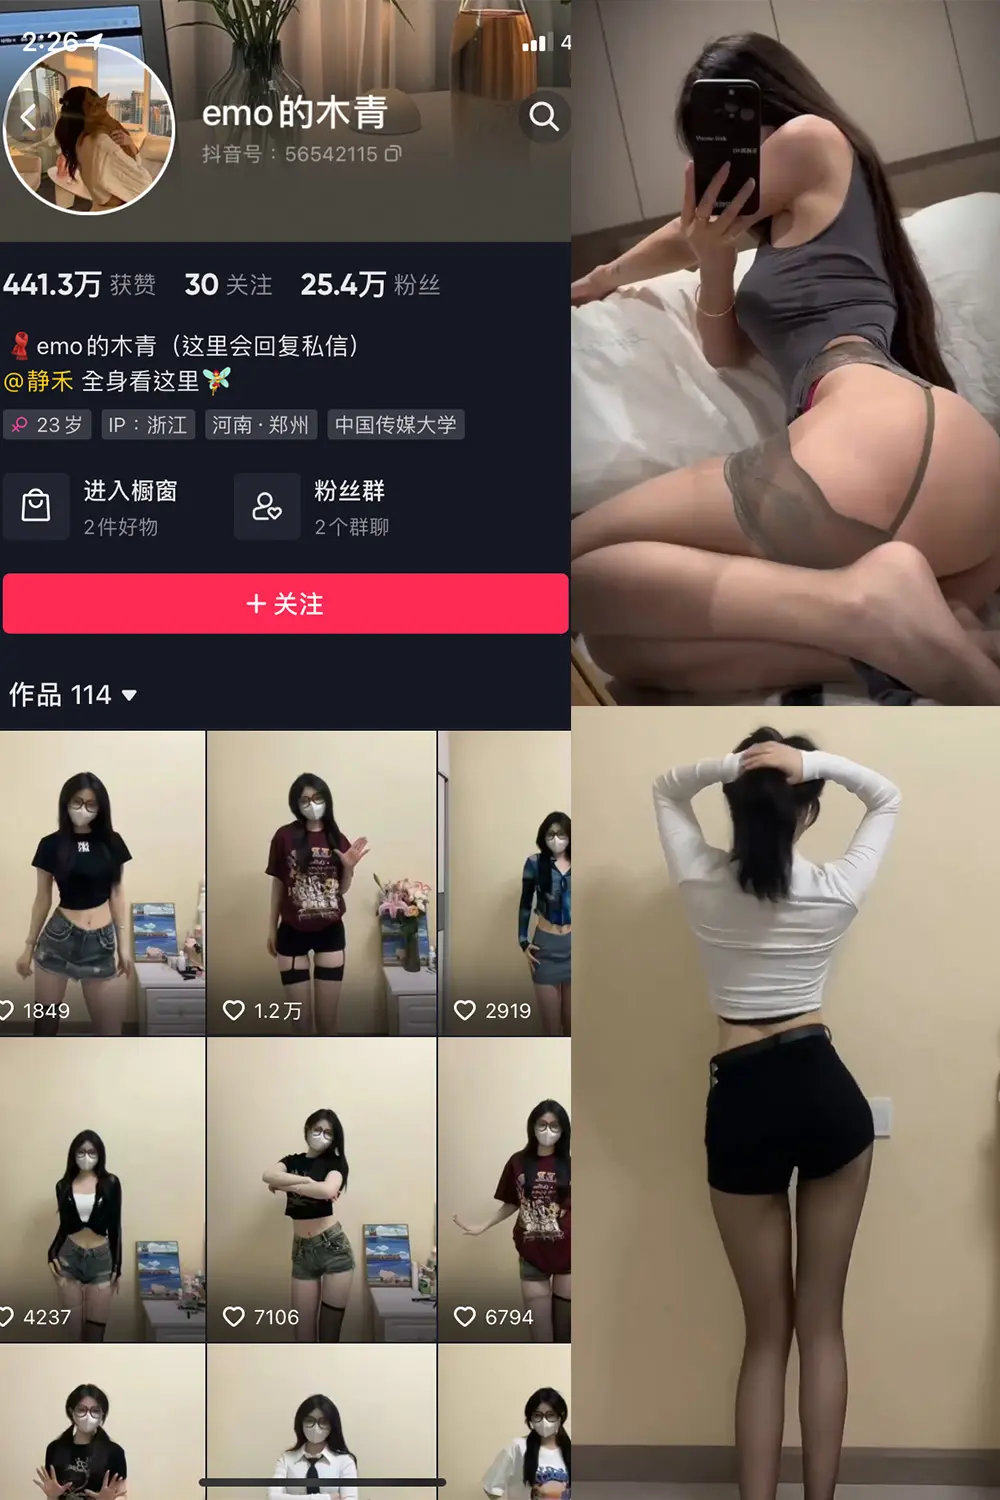 2:26
4
emo的木青
抖音号：56542115
441.3万 获赞 30 关注 25.4万 粉丝
emo的木青（这里会回复私信）
@静禾 全身看这里
23岁 IP：浙江 河南·郑州 中国传媒大学
进入橱窗
2件好物
粉丝群
2个群聊
+ 关注
作品 114
1849
1.2万
2919
4237
7106
6794